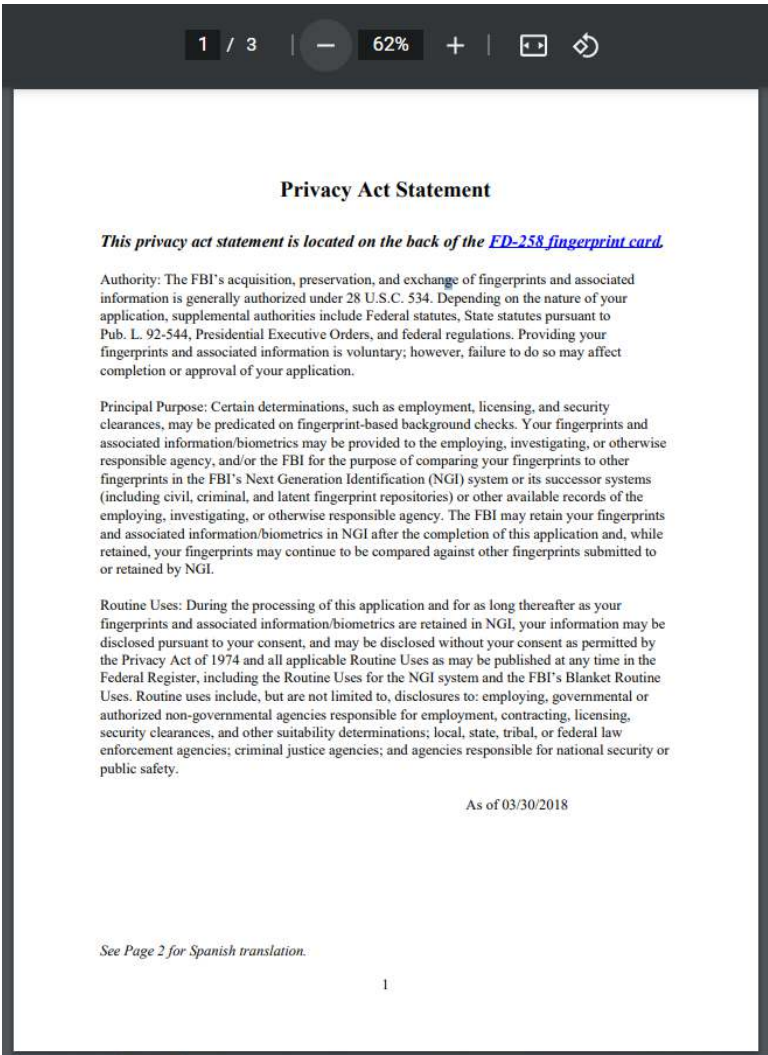 1 / 3 | − 62% + |
Privacy Act Statement
This privacy act statement is located on the back of the FD-258 fingerprint card.
Authority: The FBI's acquisition, preservation, and exchange of fingerprints and associated
information is generally authorized under 28 U.S.C. 534. Depending on the nature of your
application, supplemental authorities include Federal statutes, State statutes pursuant to
Pub. L. 92-544, Presidential Executive Orders, and federal regulations. Providing your
fingerprints and associated information is voluntary; however, failure to do so may affect
completion or approval of your application.
Principal Purpose: Certain determinations, such as employment, licensing, and security
clearances, may be predicated on fingerprint-based background checks. Your fingerprints and
associated information/biometrics may be provided to the employing, investigating, or otherwise
responsible agency, and/or the FBI for the purpose of comparing your fingerprints to other
fingerprints in the FBI's Next Generation Identification (NGI) system or its successor systems
(including civil, criminal, and latent fingerprint repositories) or other available records of the
employing, investigating, or otherwise responsible agency. The FBI may retain your fingerprints
and associated information/biometrics in NGI after the completion of this application and, while
retained, your fingerprints may continue to be compared against other fingerprints submitted to
or retained by NGI.
Routine Uses: During the processing of this application and for as long thereafter as your
fingerprints and associated information/biometrics are retained in NGI, your information may be
disclosed pursuant to your consent, and may be disclosed without your consent as permitted by
the Privacy Act of 1974 and all applicable Routine Uses as may be published at any time in the
Federal Register, including the Routine Uses for the NGI system and the FBI's Blanket Routine
Uses. Routine uses include, but are not limited to, disclosures to: employing, governmental or
authorized non-governmental agencies responsible for employment, contracting, licensing,
security clearances, and other suitability determinations; local, state, tribal, or federal law
enforcement agencies; criminal justice agencies; and agencies responsible for national security or
public safety.
As of 03/30/2018
See Page 2 for Spanish translation.
1